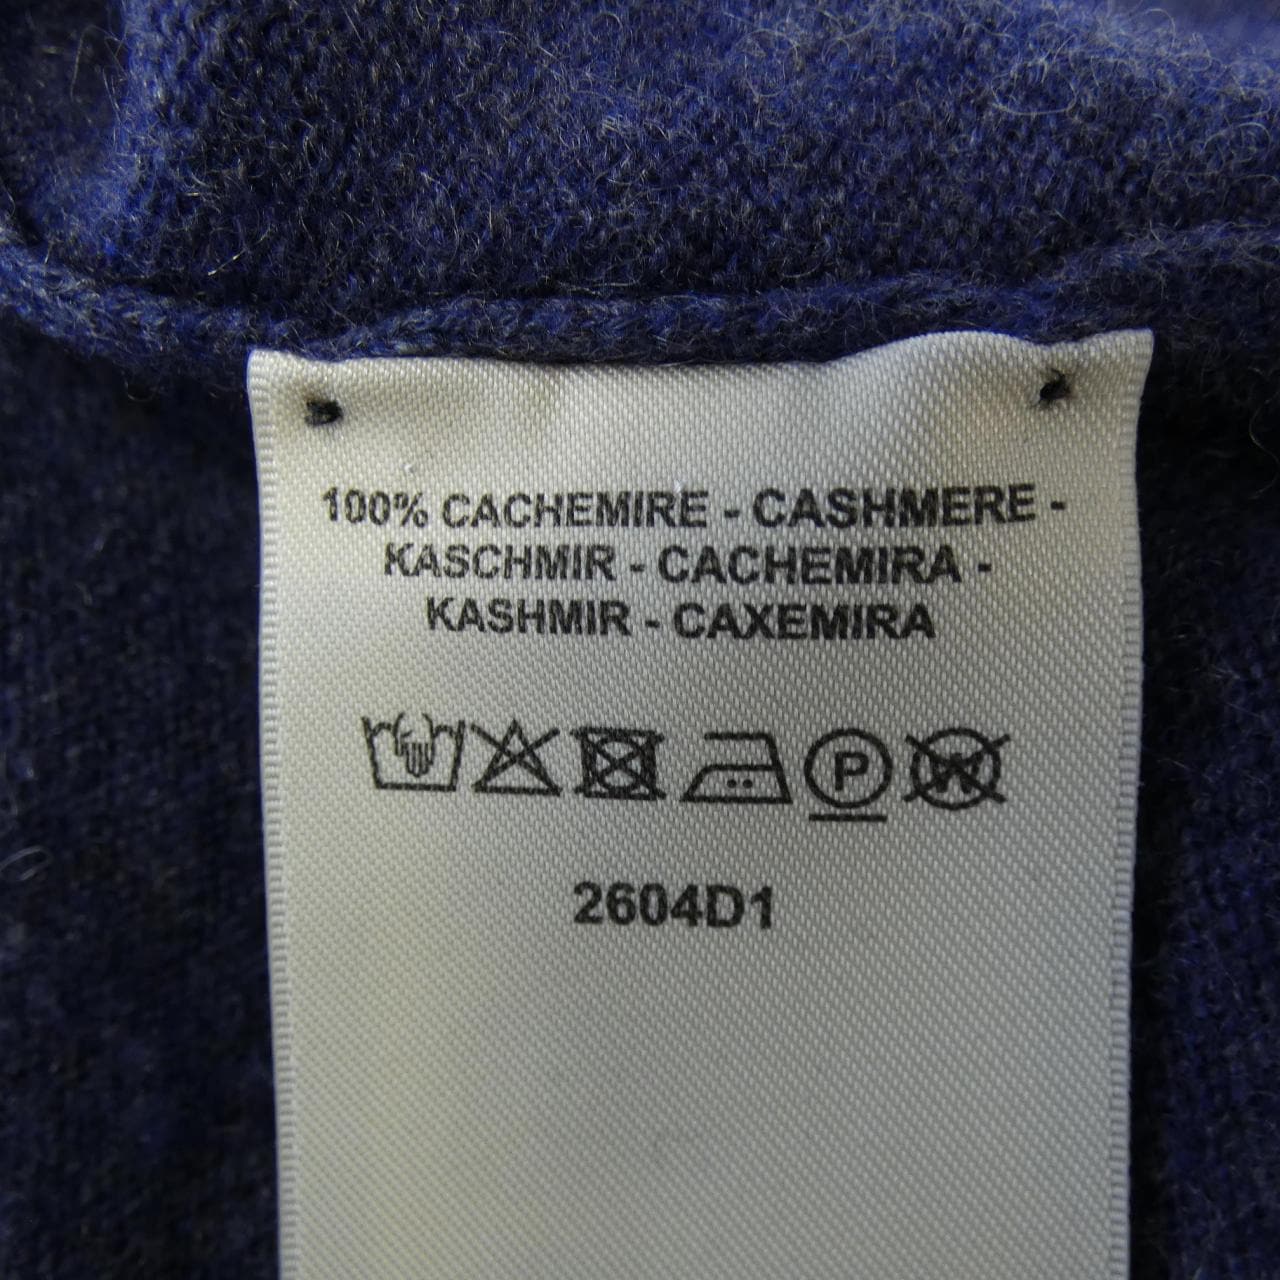 100% CACHEMIRE - CASHMERE -
KASCHMIR - CACHEMIRA -
KASHMIR - CAXEMIRA
P W
2604D1